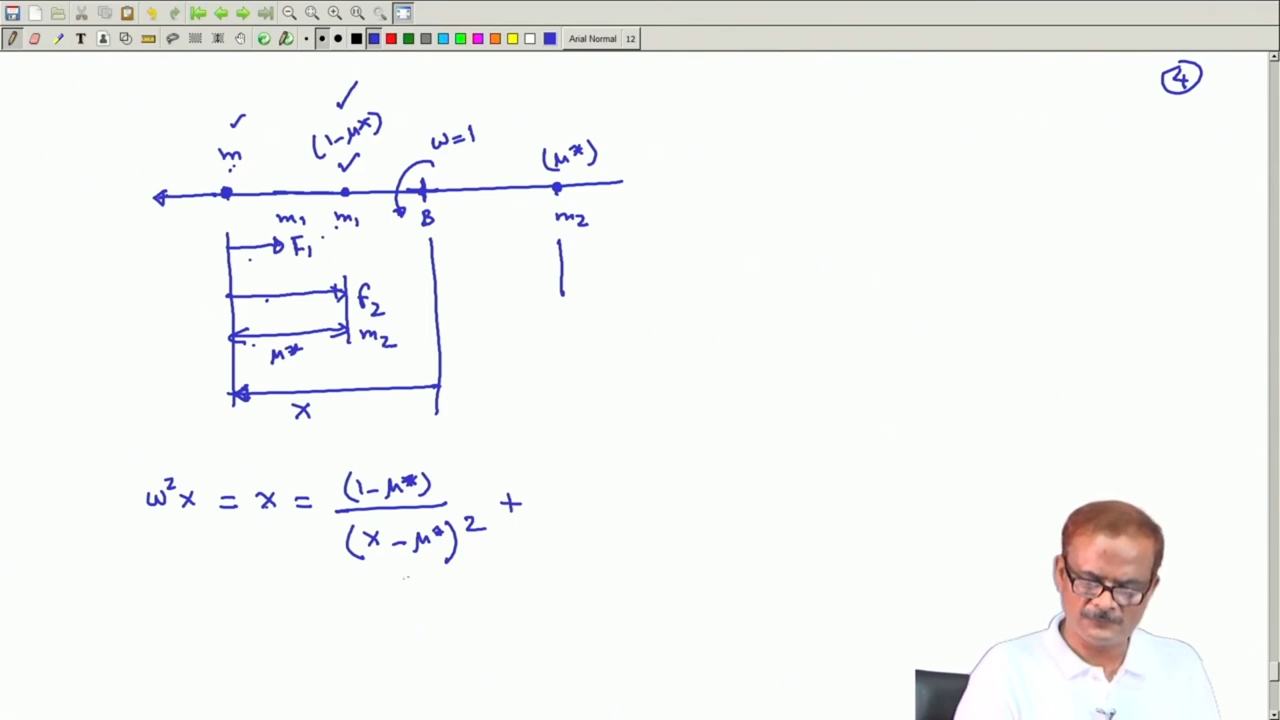 Arial Normal 12
④
m (1-μ*) ω=1 (μ*)
m₁ m₁ B m₂
F₁
f₂
μ* m₂
x
ω²x = x = (1-μ*)/(x-μ*)² +